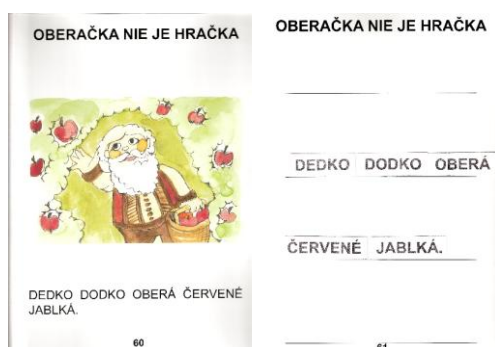 OBERAČKA NIE JE HRAČKA
DEDKO DODKO OBERÁ ČERVENÉ
JABLKÁ.
60
OBERAČKA NIE JE HRAČKA
DEDKO DODKO OBERÁ
ČERVENÉ JABLKÁ.
61